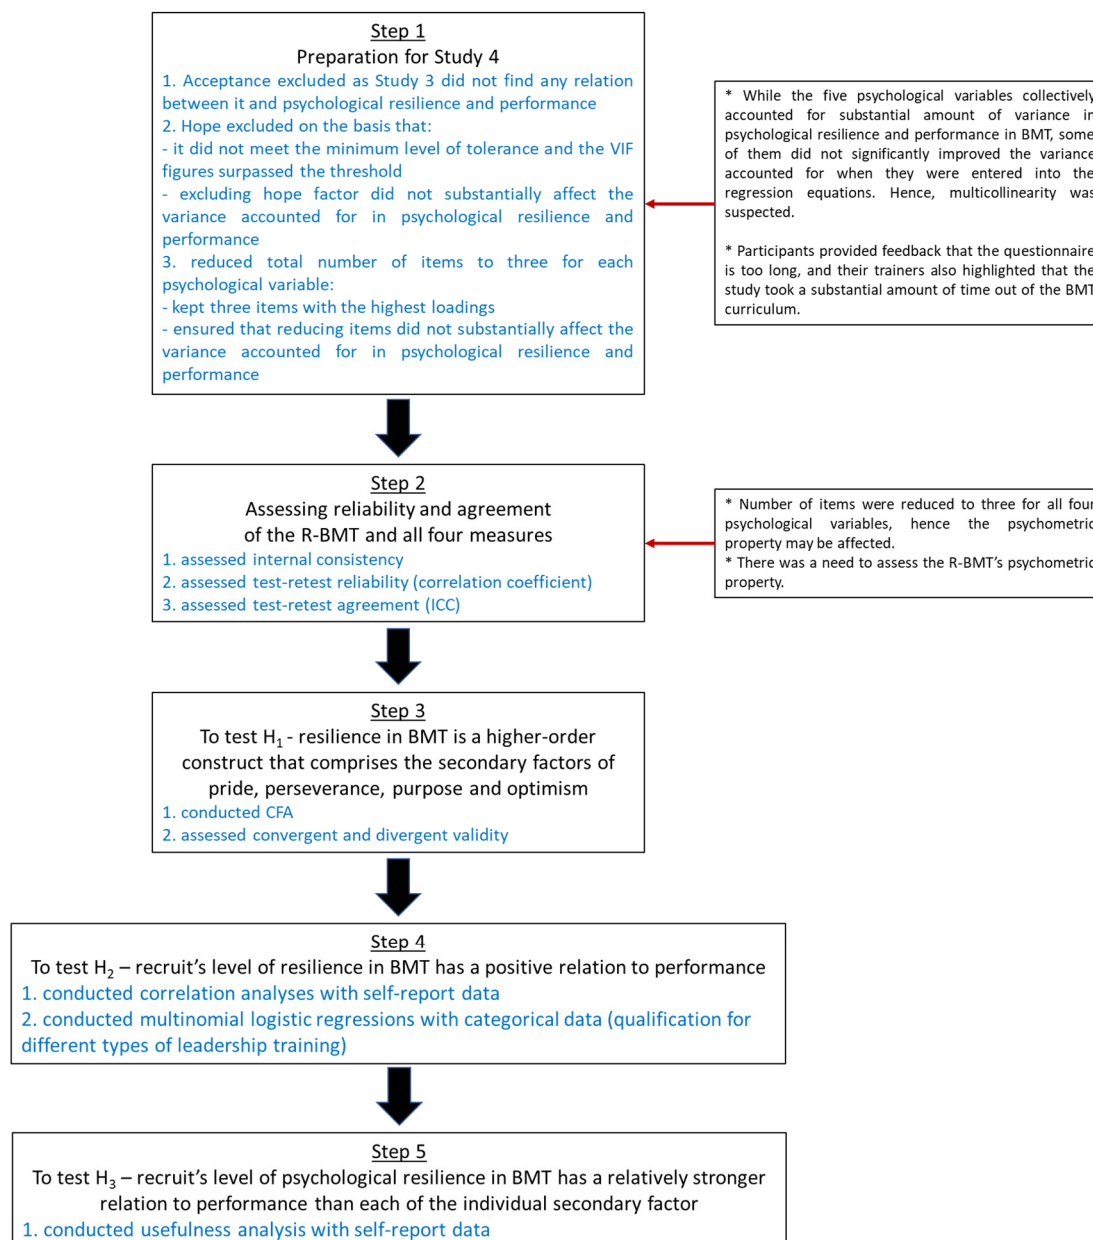 Step 1
Preparation for Study 4
1. Acceptance excluded as Study 3 did not find any relation
between it and psychological resilience and performance
2. Hope excluded on the basis that:
- it did not meet the minimum level of tolerance and the VIF
figures surpassed the threshold
- excluding hope factor did not substantially affect the
variance accounted for in psychological resilience and
performance
3. reduced total number of items to three for each
psychological variable:
- kept three items with the highest loadings
- ensured that reducing items did not substantially affect the
variance accounted for in psychological resilience and
performance
* While the five psychological variables collectively
accounted for substantial amount of variance in
psychological resilience and performance in BMT, some
of them did not significantly improved the variance
accounted for when they were entered into the
regression equations. Hence, multicollinarity was
suspected.
* Participants provided feedback that the questionnaire
is too long, and their trainers also highlighted that the
study took a substantial amount of time out of the BMT
curriculum.
Step 2
Assessing reliability and agreement
of the R-BMT and all four measures
1. assessed internal consistency
2. assessed test-retest reliability (correlation coefficient)
3. assessed test-retest agreement (ICC)
* Number of items were reduced to three for all four
psychological variables, hence the psychometric
property may be affected.
* There was a need to assess the R-BMT's psychometric
property.
Step 3
To test H₁ - resilience in BMT is a higher-order
construct that comprises the secondary factors of
pride, perseverance, purpose and optimism
1. conducted CFA
2. assessed convergent and divergent validity
Step 4
To test H₂ – recruit's level of resilience in BMT has a positive relation to performance
1. conducted correlation analyses with self-report data
2. conducted multinomial logistic regressions with categorical data (qualification for
different types of leadership training)
Step 5
To test H₃ – recruit's level of psychological resilience in BMT has a relatively stronger
relation to performance than each of the individual secondary factor
1. conducted usefulness analysis with self-report data